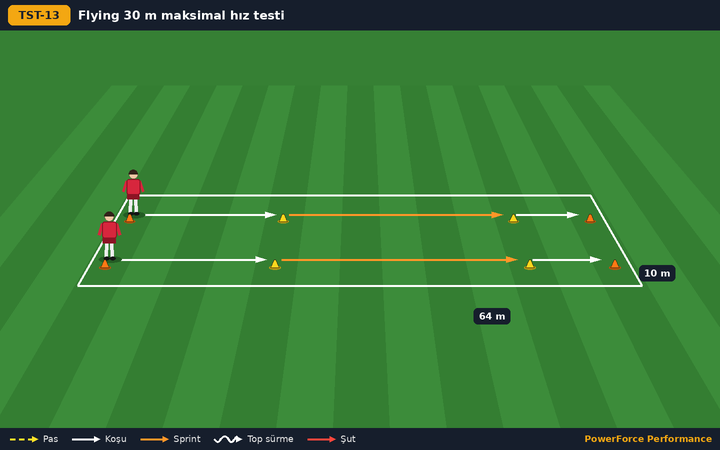 TST-13 Flying 30 m maksimal hız testi
10 m
64 m
Pas Koşu Sprint Top sürme Şut PowerForce Performance